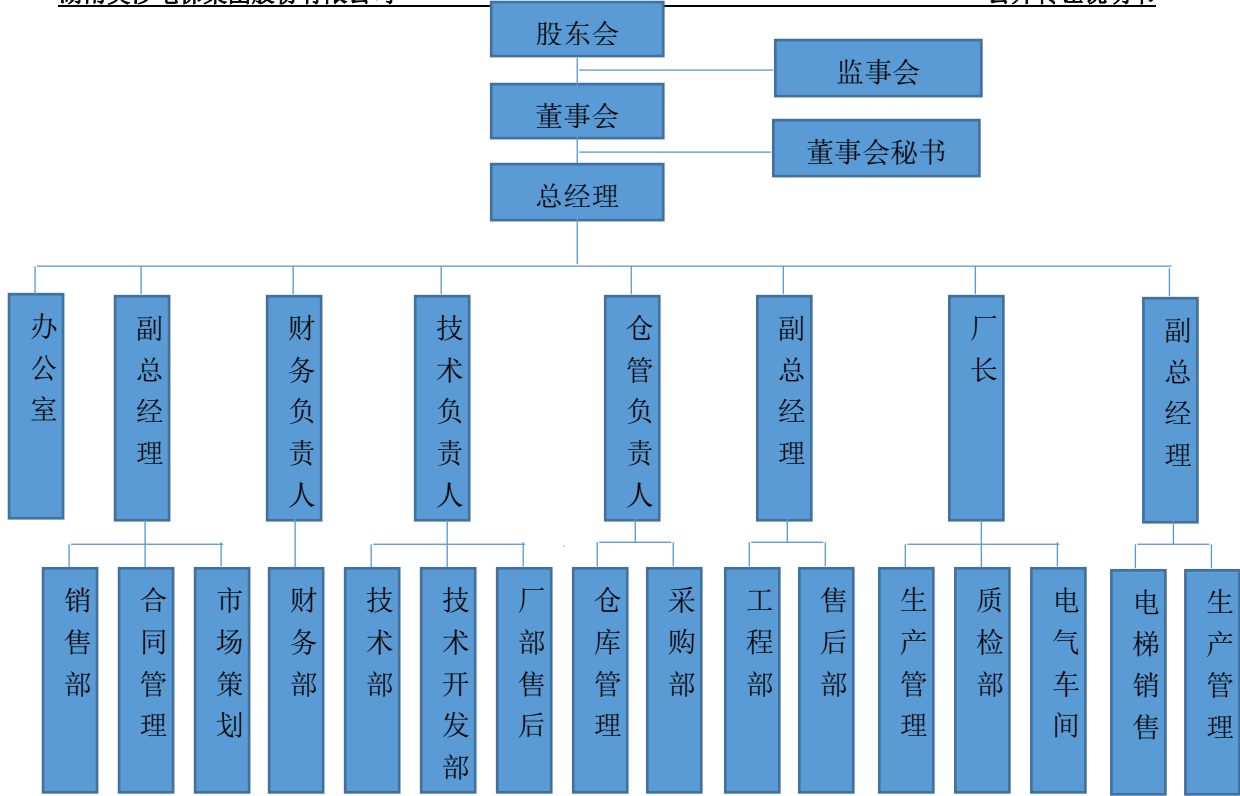 股东会
监事会
董事会
董事会秘书
总经理
办公室
副总经理
财务负责人
技术负责人
仓管负责人
副总经理
厂长
副总经理
销售部
合同管理
市场策划
财务部
技术部
技术开发部
厂部售后
仓库管理
采购部
工程部
售后部
生产管理
质检部
电气车间
电梯销售
生产管理